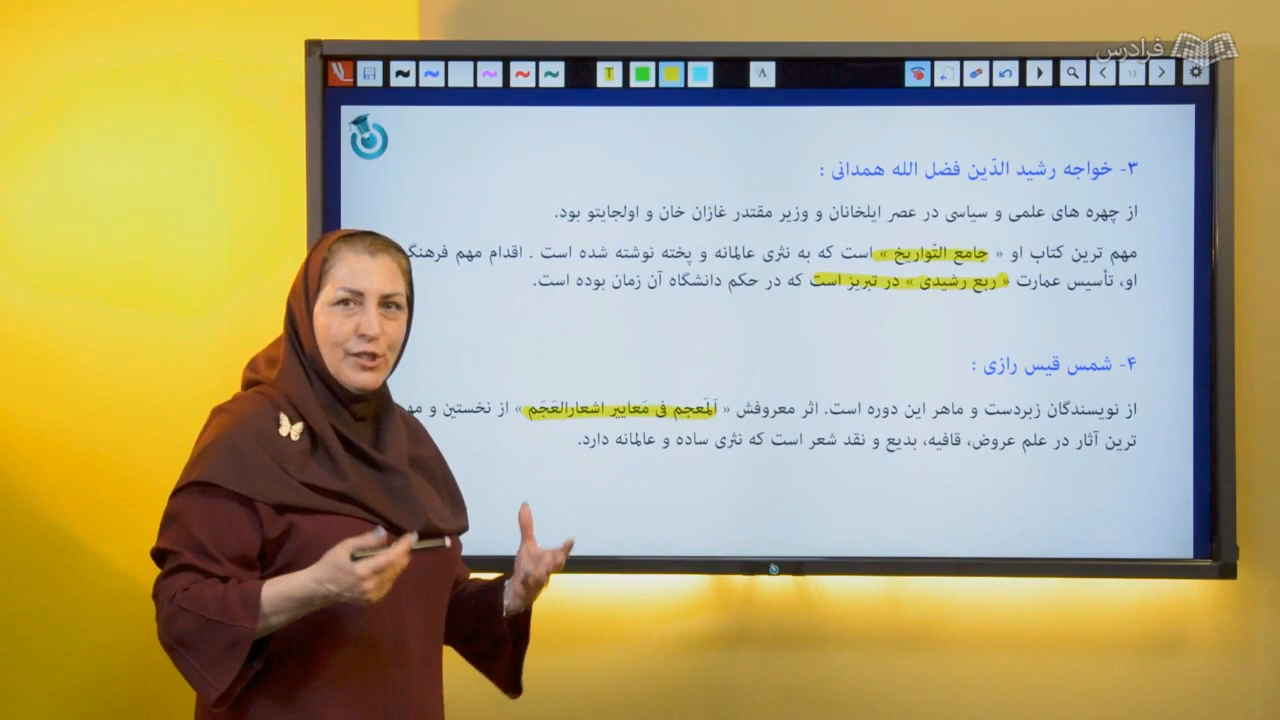 فرادرس
۳- خواجه رشید الدّین فضل الله همدانی :
از چهره های علمی و سیاسی در عصر ایلخانان و وزیر مقتدر غازان خان و اولجایتو بود.
مهم ترین کتاب او « جامع التّواریخ » است که به نثری عالمانه و پخته نوشته شده است . اقدام مهم
او، تأسیس عمارت « ربع رشیدی » در تبریز است که در حکم دانشگاه آن زمان بوده است.
۴- شمس قیس رازی :
از نویسندگان زبردست و ماهر این دوره است. اثر معروفش « اَلمَعجم فی مَعاییر اشعارالعَجَم » از نخستین و
ترین آثار در علم عروض، قافیه، بدیع و نقد شعر است که نثری ساده و عالمانه دارد.